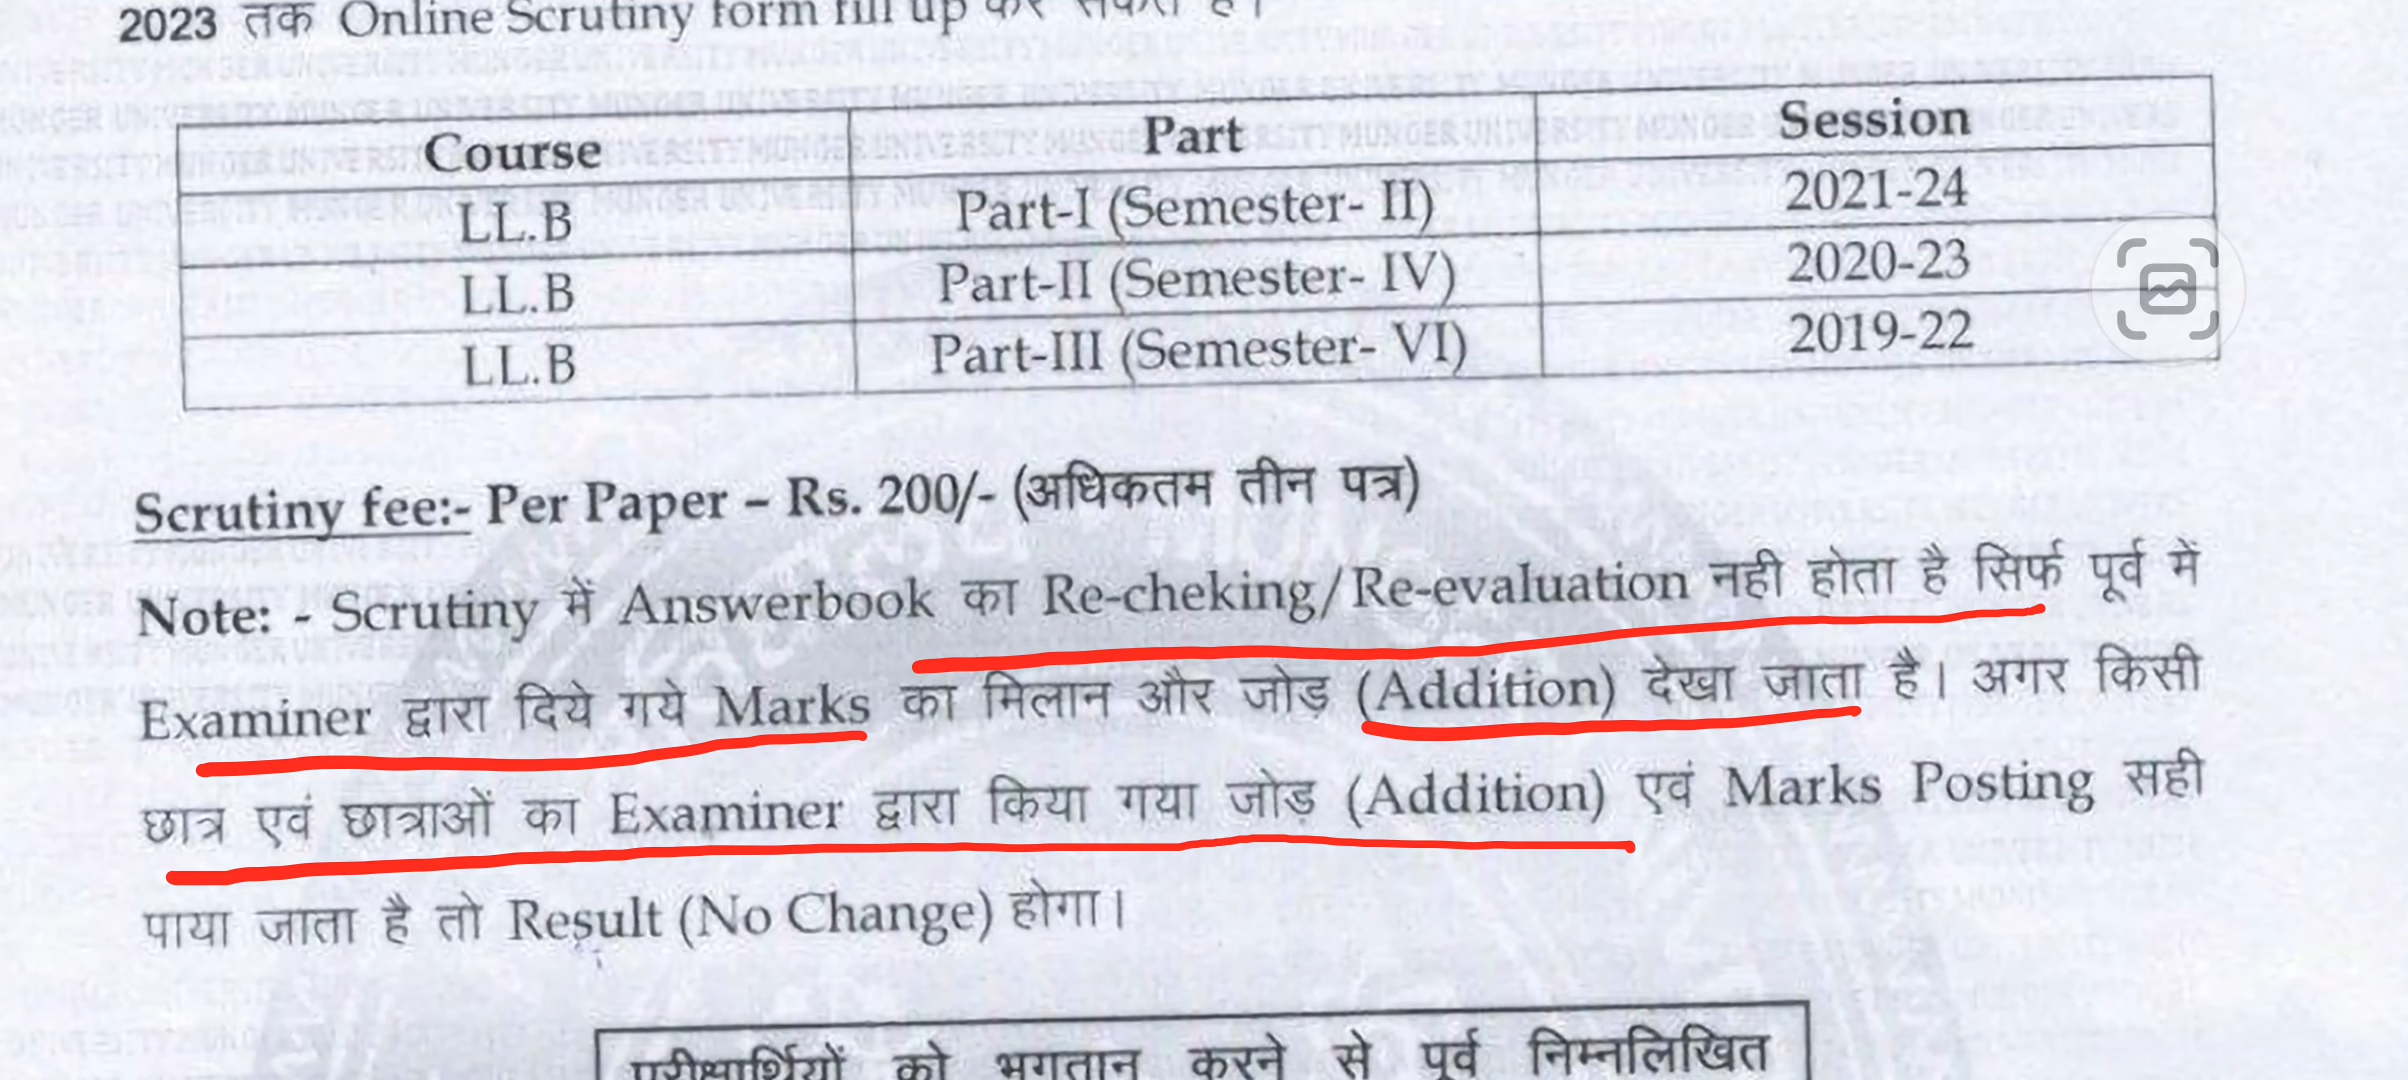 2023 तक Online Scrutiny form fill up कर सकते है।
Course Part Session
LL.B Part-I (Semester- II) 2021-24
LL.B Part-II (Semester- IV) 2020-23
LL.B Part-III (Semester- VI) 2019-22
Scrutiny fee:- Per Paper – Rs. 200/- (अधिकतम तीन पत्र)
Note: - Scrutiny में Answerbook का Re-cheking/Re-evaluation नही होता है सिर्फ पूर्व में
Examiner द्वारा दिये गये Marks का मिलान और जोड़ (Addition) देखा जाता है। अगर किसी
छात्र एवं छात्राओं का Examiner द्वारा किया गया जोड़ (Addition) एवं Marks Posting सही
पाया जाता है तो Result (No Change) होगा।
परीक्षार्थियों को भगतान करने से पूर्व निम्नलिखित